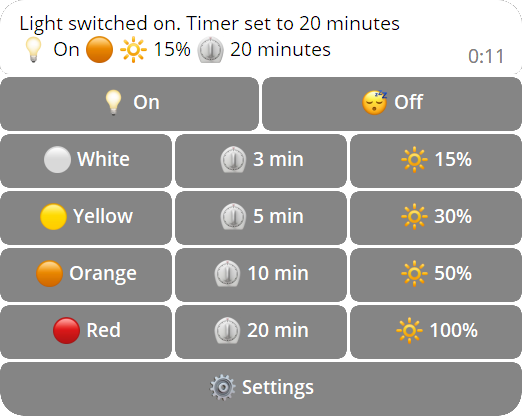 Light switched on. Timer set to 20 minutes
💡 On 🟠 🔅 15% ⏲ 20 minutes
0:11
💡 On 😴 Off
⚪ White ⏲ 3 min 🔅 15%
🟡 Yellow ⏲ 5 min 🔅 30%
🟠 Orange ⏲ 10 min 🔅 50%
🔴 Red ⏲ 20 min 🔅 100%
⚙ Settings